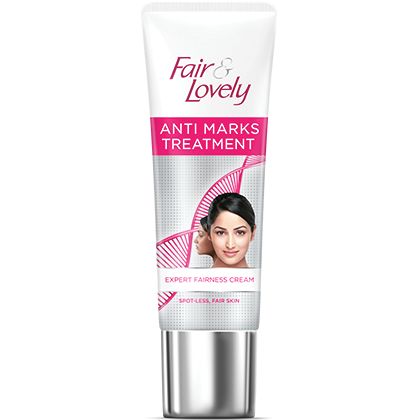 Fair &
Lovely
ANTI MARKS
TREATMENT
EXPERT FAIRNESS CREAM
SPOT-LESS, FAIR SKIN